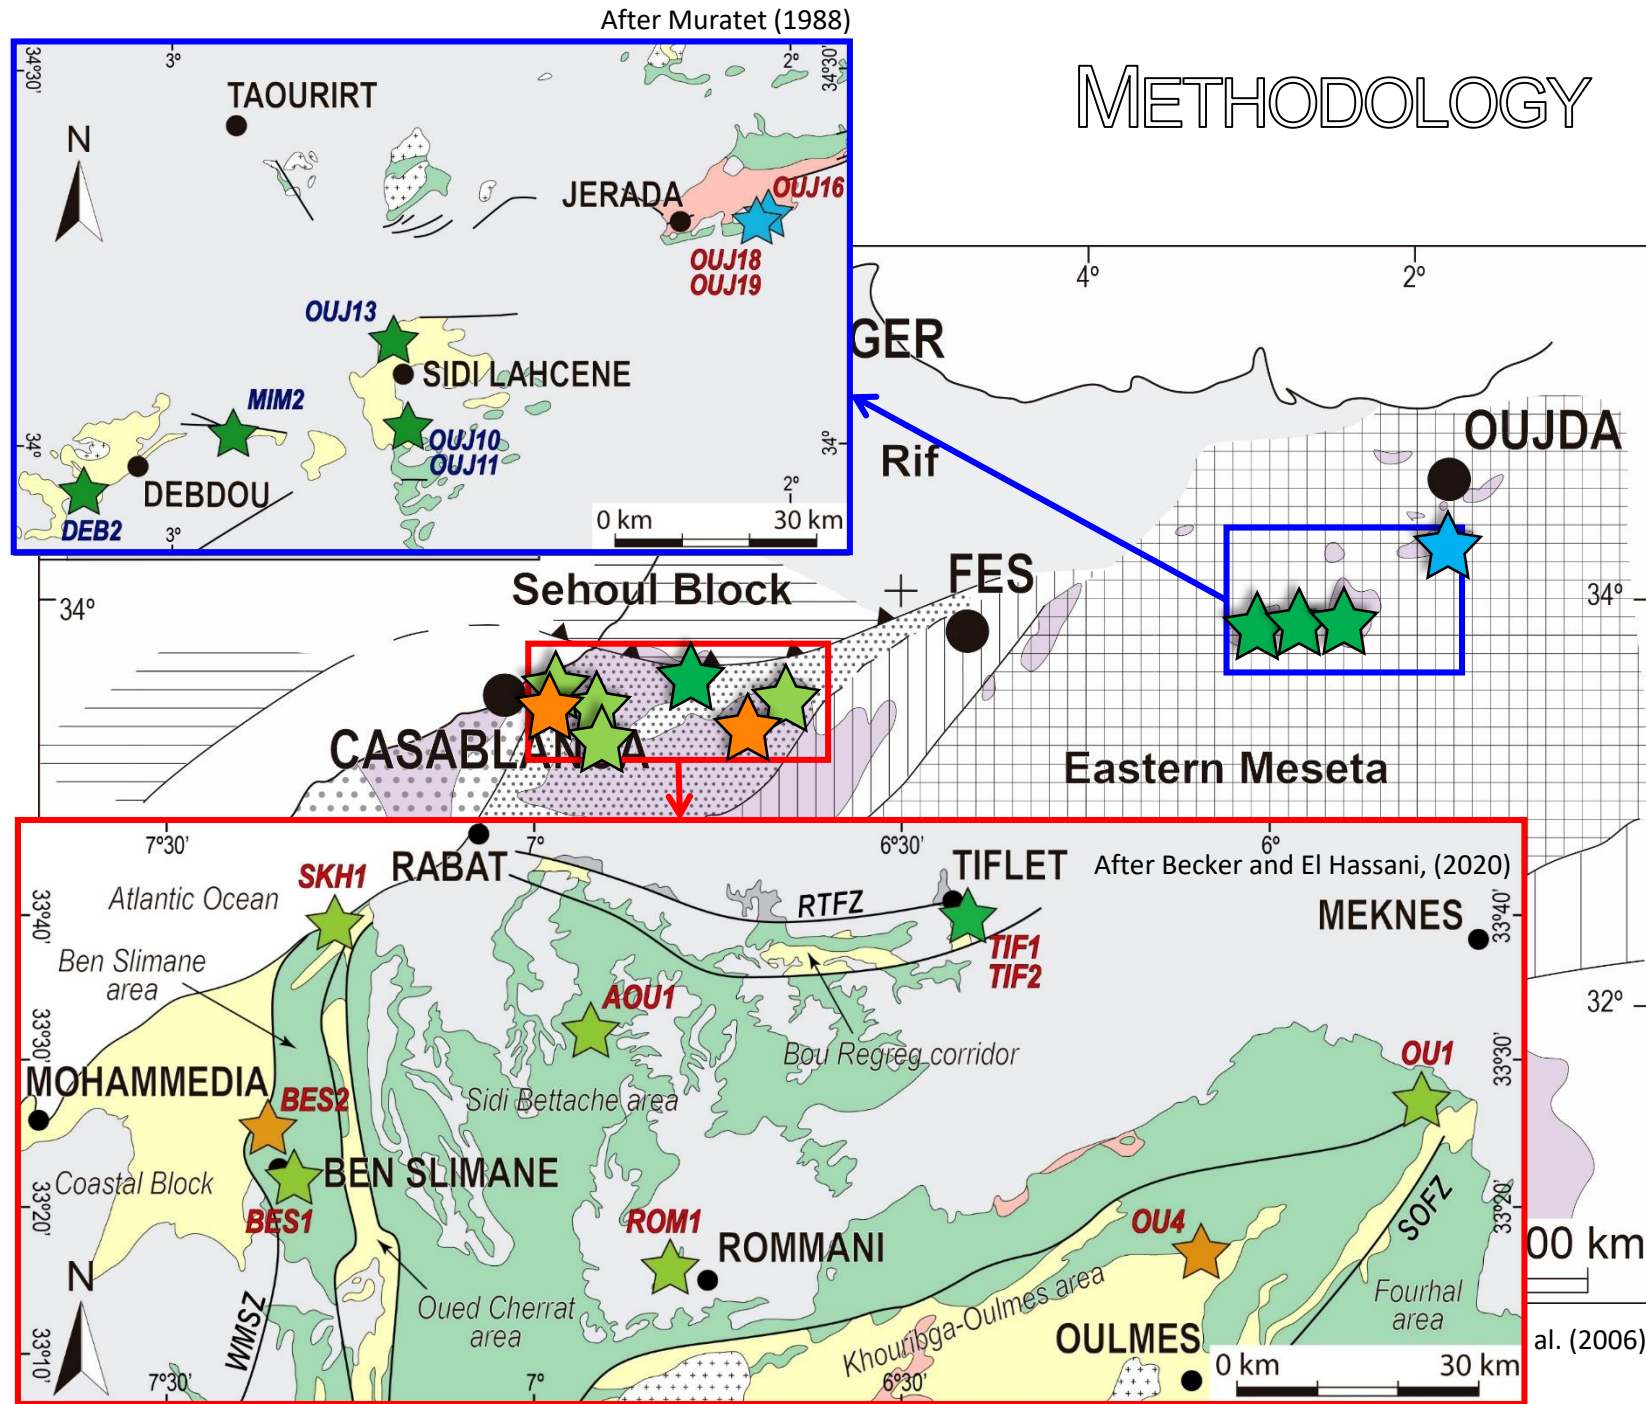 After Muratet (1988)
METHODOLOGY
3°
2°
34°30'
34°30'
TAOURIRT
N
JERADA
OUJ16
OUJ18
OUJ19
OUJ13
SIDI LAHCENE
MIM2
OUJ10
OUJ11
34°
34°
DEBDOU
DEB2
3°
2°
0 km
30 km
4°
2°
GER
OUJDA
Rif
FES
Sehoul Block
34°
34°
CASABLAN
A
Eastern Meseta
32°
00 km
al. (2006)
7°30'
7°
6°30'
6°
RABAT
TIFLET
After Becker and El Hassani, (2020)
SKH1
Atlantic Ocean
RTFZ
MEKNES
33°40'
33°40'
Ben Slimane
area
TIF1
TIF2
AOU1
Bou Regreg corridor
33°30'
33°30'
OU1
MOHAMMEDIA
BES2
Sidi Bettache area
Coastal Block
BEN SLIMANE
BES1
33°20'
33°20'
ROM1
ROMMANI
OU4
SOFZ
N
Oued Cherrat
area
Khouribga-Oulmes area
Fourhal
area
WMSZ
OULMES
33°10'
7°30'
7°
6°30'
0 km
30 km